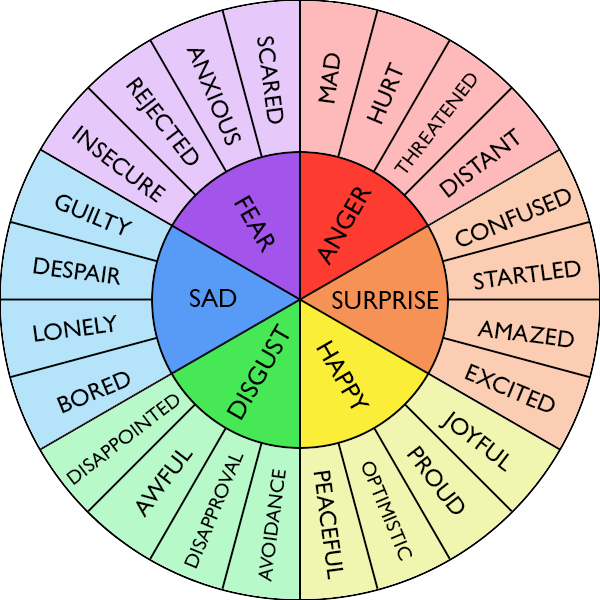 MAD
HURT
THREATENED
DISTANT
CONFUSED
STARTLED
AMAZED
EXCITED
JOYFUL
PROUD
OPTIMISTIC
PEACEFUL
AVOIDANCE
DISAPPROVAL
AWFUL
DISAPPOINTED
BORED
LONELY
DESPAIR
GUILTY
INSECURE
REJECTED
ANXIOUS
SCARED
ANGER
SURPRISE
HAPPY
DISGUST
SAD
FEAR